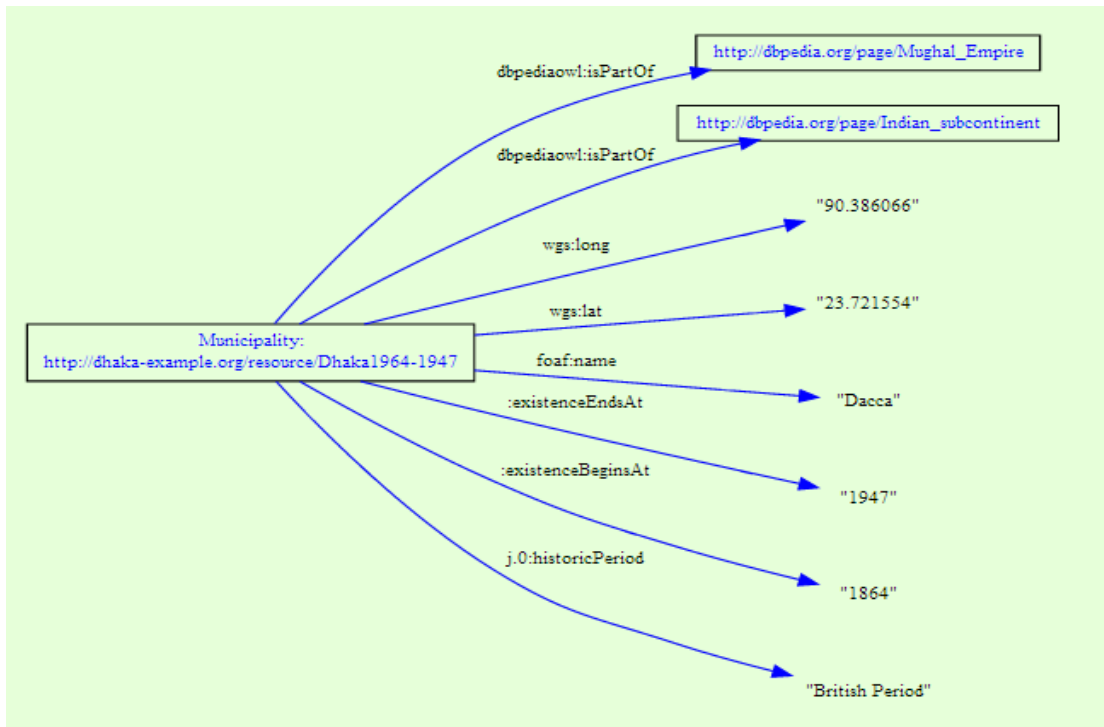 http://dbpedia.org/page/Mughal_Empire
dbpediaowl:isPartOf
http://dbpedia.org/page/Indian_subcontinent
dbpediaowl:isPartOf
"90.386066"
wgs:long
"23.721554"
wgs:lat
Municipality:
http://dhaka-example.org/resource/Dhaka1964-1947
foaf:name
"Dacca"
:existenceEndsAt
"1947"
:existenceBeginsAt
"1864"
j.0:historicPeriod
"British Period"